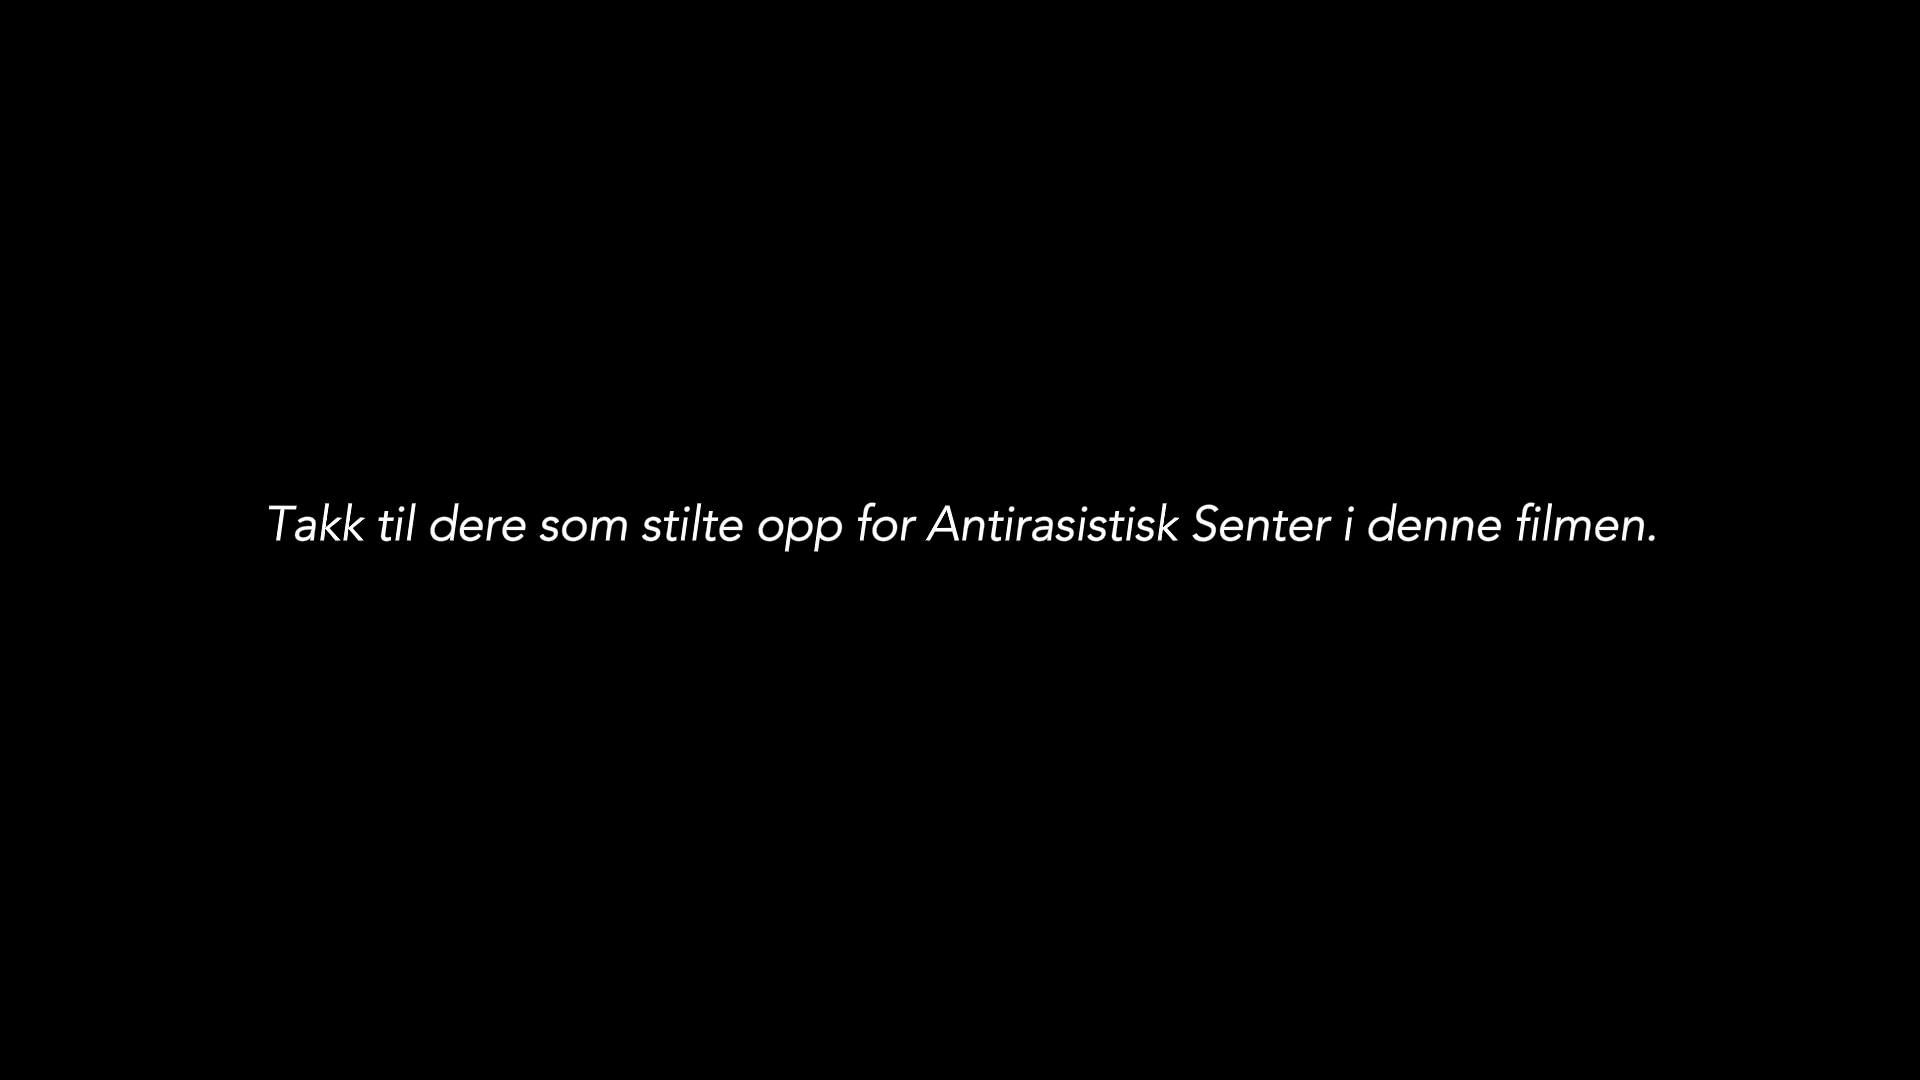 Takk til dere som stilte opp for Antirasistisk Senter i denne filmen.